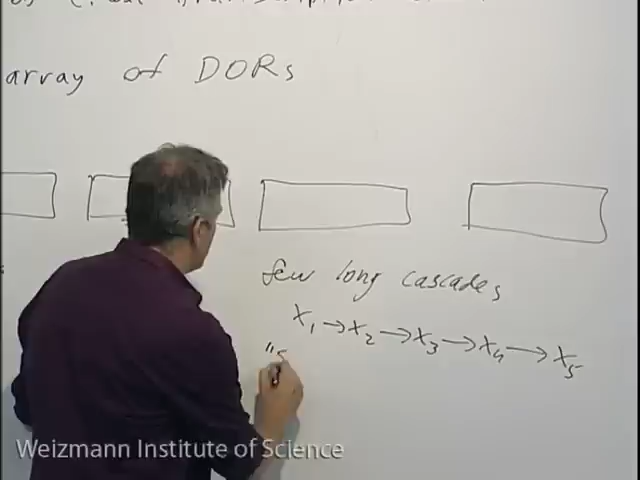 array of DORs
few long cascades
X₁ → X₂ → X₃ → X₄ → X₅
"s
Weizmann Institute of Science